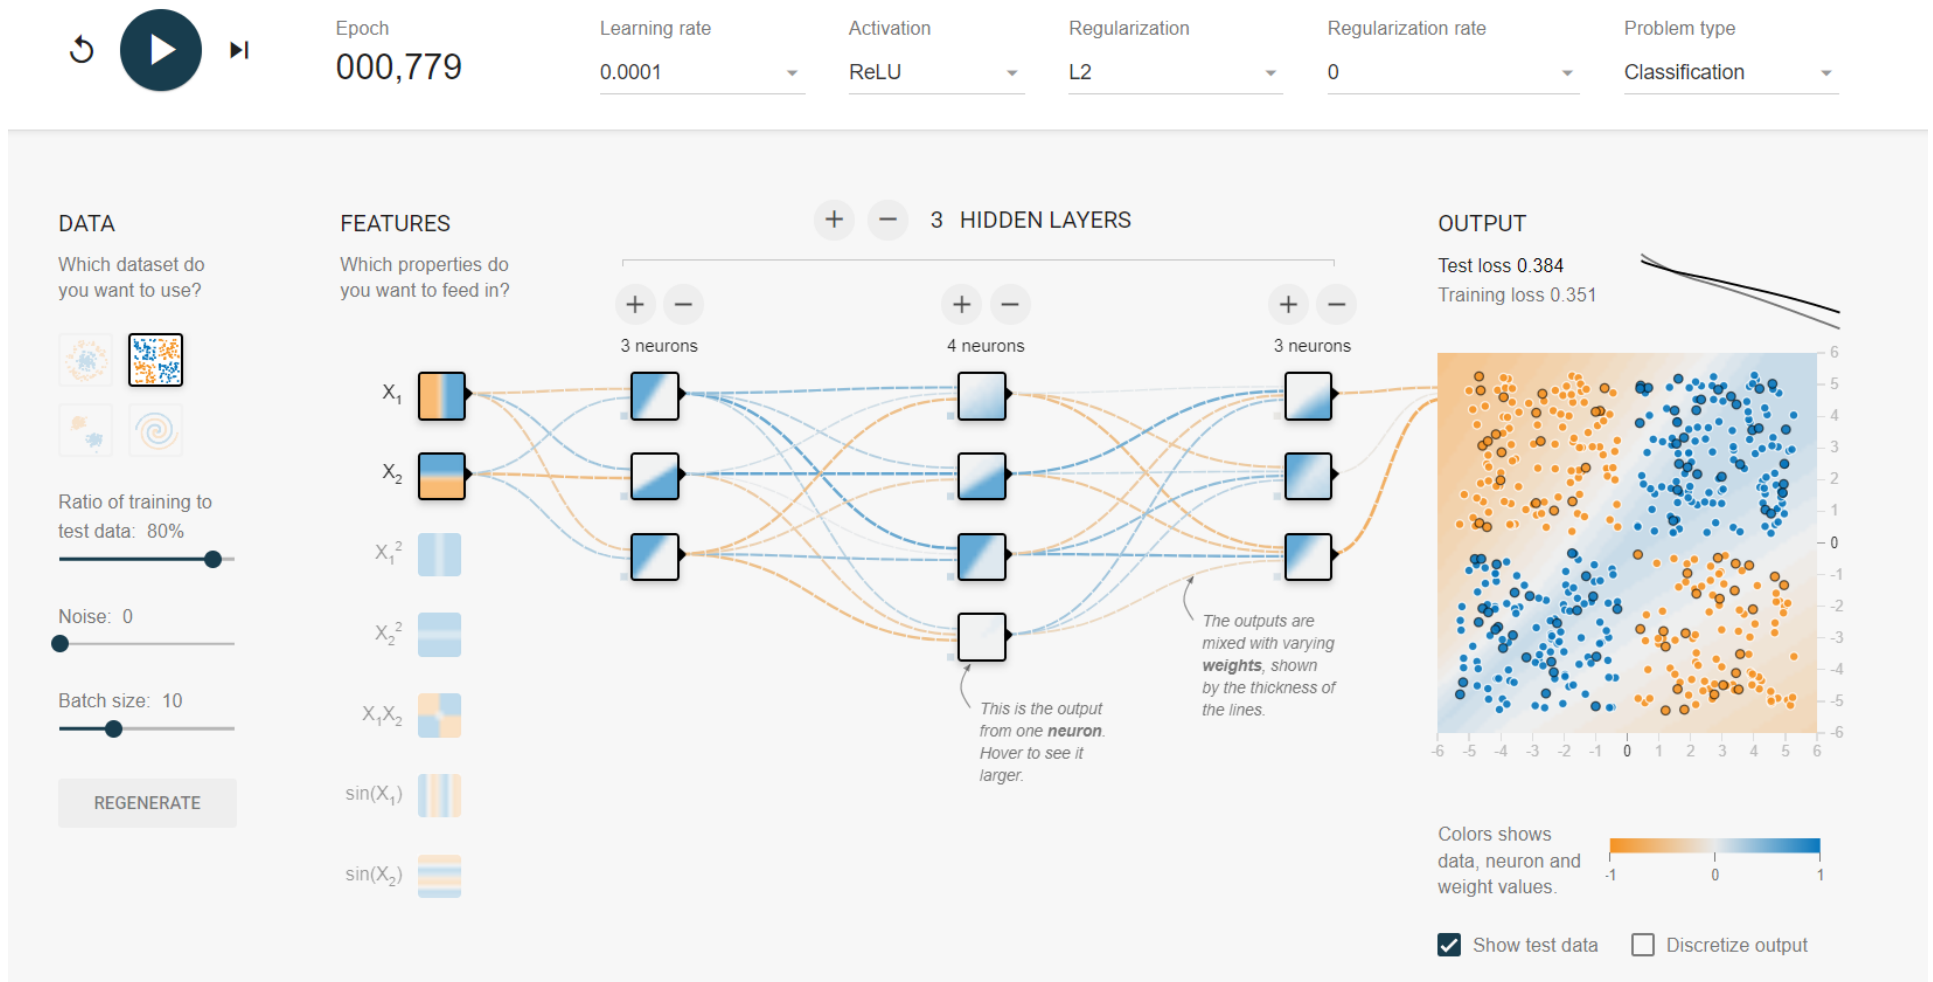 Epoch
000,779
Learning rate
0.0001
Activation
ReLU
Regularization
L2
Regularization rate
0
Problem type
Classification
DATA
Which dataset do
you want to use?
Ratio of training to
test data: 80%
Noise: 0
Batch size: 10
REGENERATE
FEATURES
Which properties do
you want to feed in?
X1
X2
X1²
X2²
X1X2
sin(X1)
sin(X2)
+ − 3 HIDDEN LAYERS
+ −
3 neurons
+ −
4 neurons
+ −
3 neurons
This is the output
from one neuron.
Hover to see it
larger.
The outputs are
mixed with varying
weights, shown
by the thickness of
the lines.
OUTPUT
Test loss 0.384
Training loss 0.351
6
5
4
3
2
1
0
-1
-2
-3
-4
-5
-6
-6 -5 -4 -3 -2 -1 0 1 2 3 4 5 6
Colors shows
data, neuron and
weight values.
-1 0 1
Show test data
Discretize output